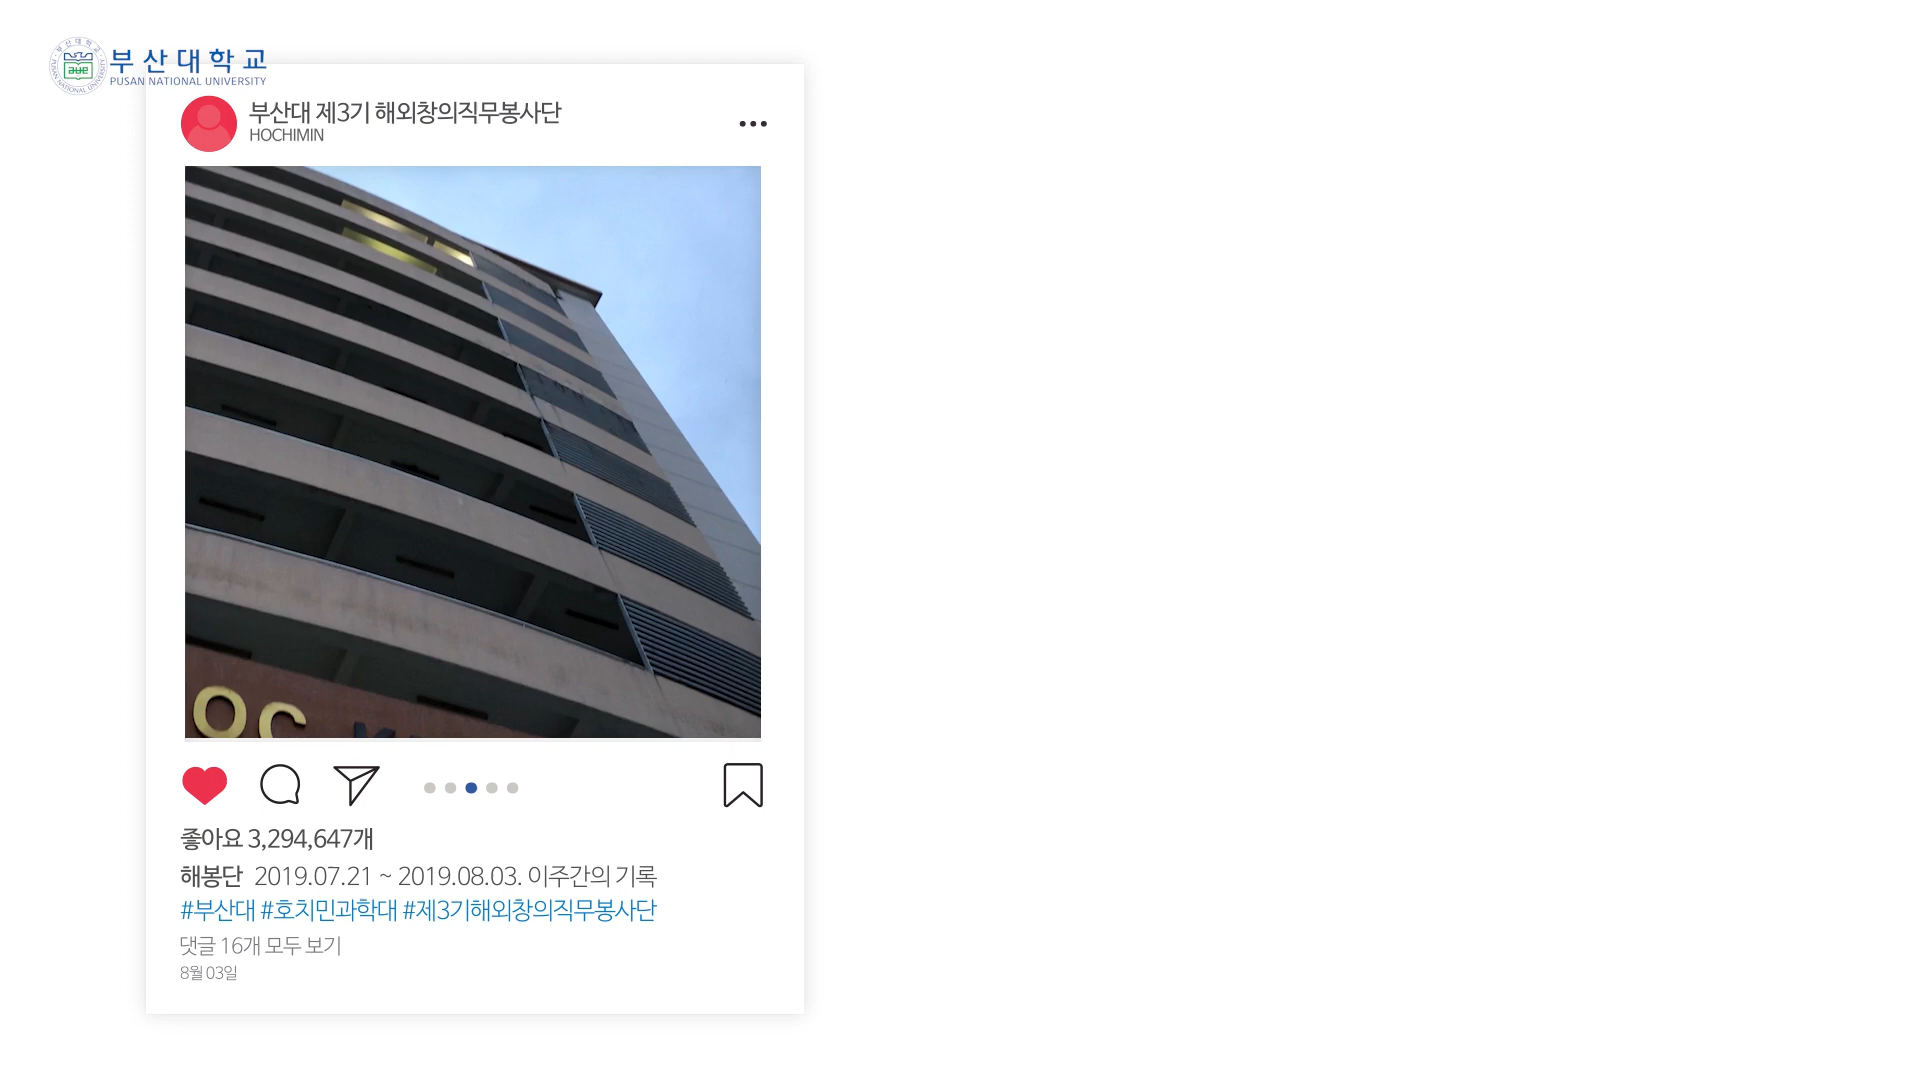 부산대학교
PUSAN NATIONAL UNIVERSITY
부산대 제3기 해외창의직무봉사단
HOCHIMIN
OC
좋아요 3,294,647개
해봉단 2019.07.21 ~ 2019.08.03. 이주간의 기록
#부산대 #호치민과학대 #제3기해외창의직무봉사단
댓글 16개 모두 보기
8월 03일